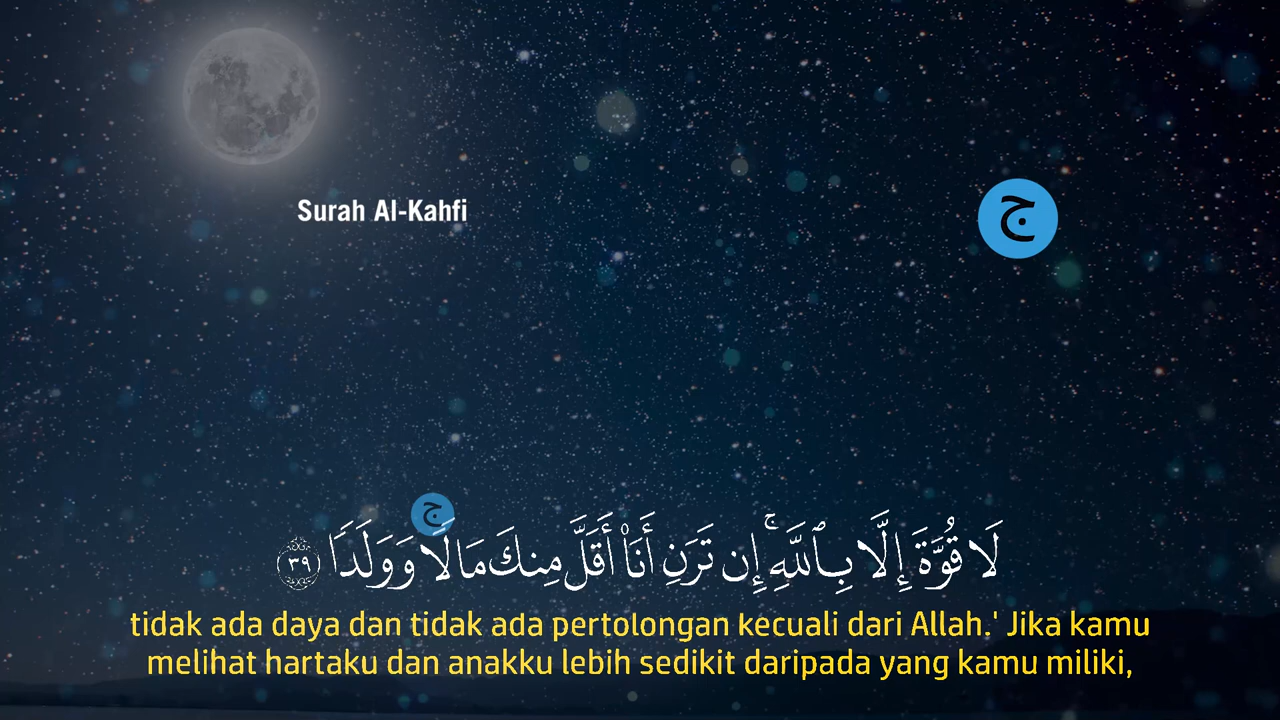 Surah Al-Kahfi
ج
ج
لَا قُوَّةَ إِلَّا بِٱللَّهِ ۚ إِن تَرَنِ أَنَا۠ أَقَلَّ مِنكَ مَالًا وَوَلَدًا ٣٩
tidak ada daya dan tidak ada pertolongan kecuali dari Allah.' Jika kamu
melihat hartaku dan anakku lebih sedikit daripada yang kamu miliki,